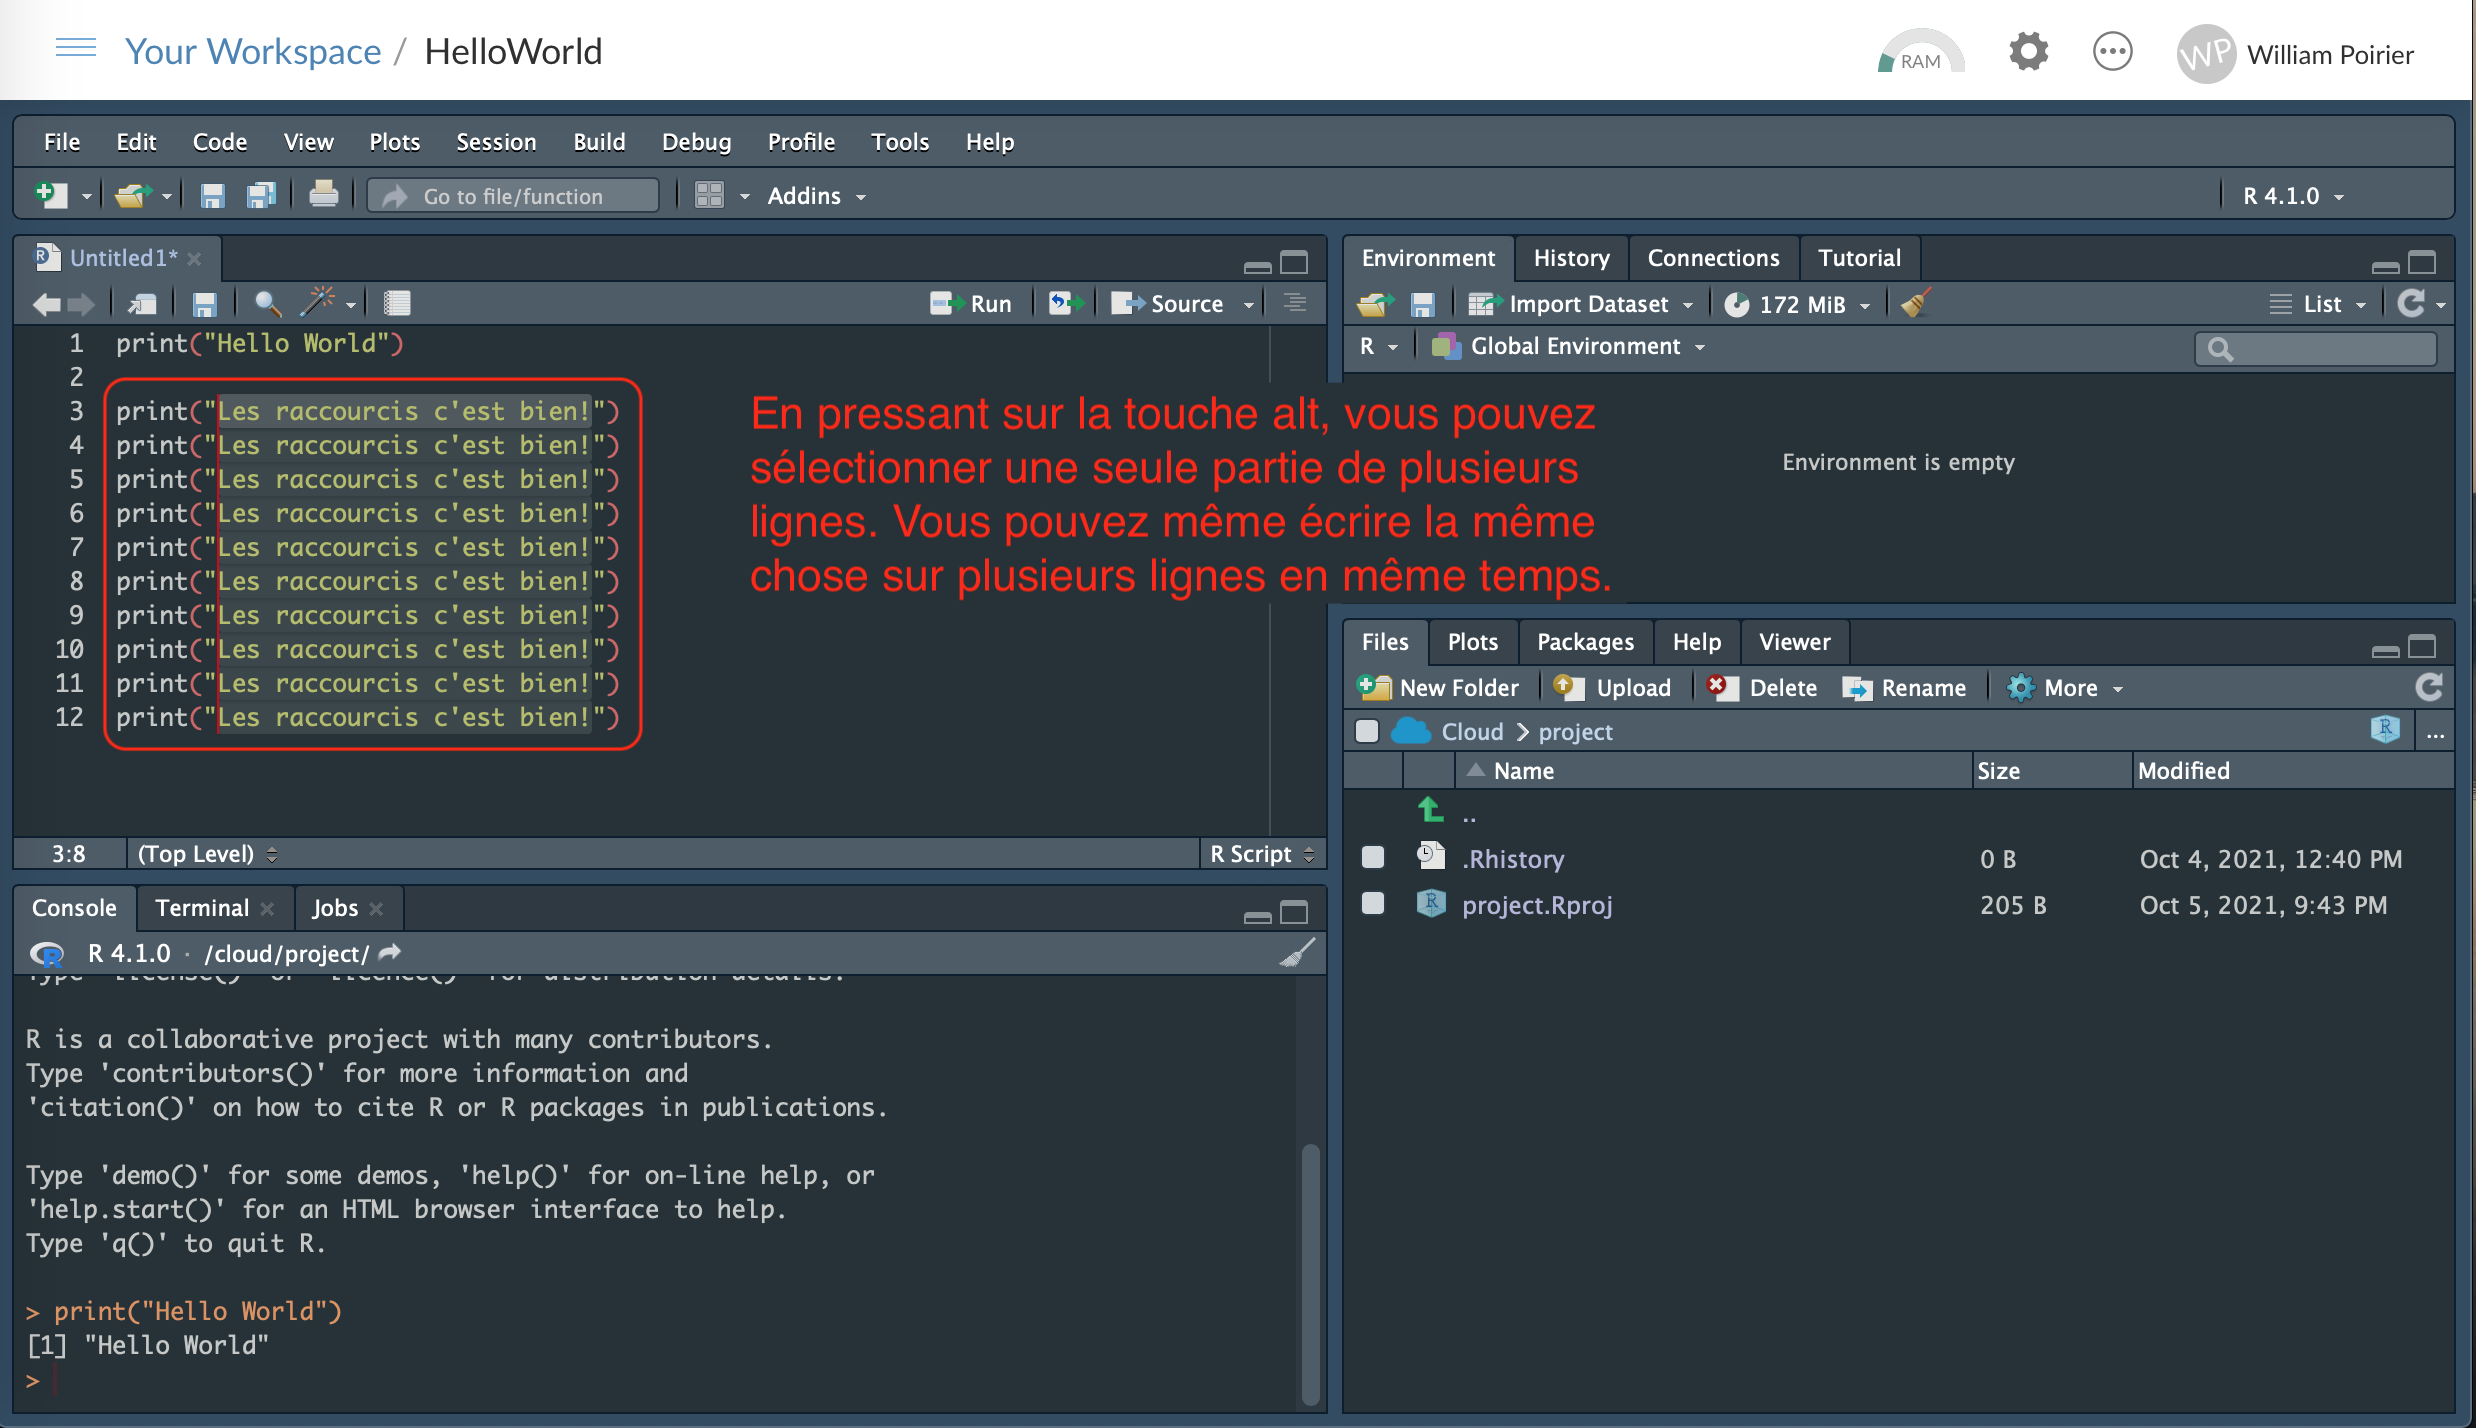 Your Workspace / HelloWorld
RAM
WP William Poirier
File Edit Code View Plots Session Build Debug Profile Tools Help
Go to file/function
Addins
R 4.1.0
Untitled1*
Run
Source
1 print("Hello World")
2
3 print("Les raccourcis c'est bien!")
4 print("Les raccourcis c'est bien!")
5 print("Les raccourcis c'est bien!")
6 print("Les raccourcis c'est bien!")
7 print("Les raccourcis c'est bien!")
8 print("Les raccourcis c'est bien!")
9 print("Les raccourcis c'est bien!")
10 print("Les raccourcis c'est bien!")
11 print("Les raccourcis c'est bien!")
12 print("Les raccourcis c'est bien!")
En pressant sur la touche alt, vous pouvez
sélectionner une seule partie de plusieurs
lignes. Vous pouvez même écrire la même
chose sur plusieurs lignes en même temps.
3:8 (Top Level) R Script
Environment History Connections Tutorial
Import Dataset 172 MiB List
R Global Environment
Environment is empty
Console Terminal Jobs
R 4.1.0 · /cloud/project/
Type 'license()' or 'licence()' for distribution details.
R is a collaborative project with many contributors.
Type 'contributors()' for more information and
'citation()' on how to cite R or R packages in publications.
Type 'demo()' for some demos, 'help()' for on-line help, or
'help.start()' for an HTML browser interface to help.
Type 'q()' to quit R.
> print("Hello World")
[1] "Hello World"
>
Files Plots Packages Help Viewer
New Folder Upload Delete Rename More
Cloud > project R ...
Name Size Modified
..
.Rhistory 0 B Oct 4, 2021, 12:40 PM
project.Rproj 205 B Oct 5, 2021, 9:43 PM